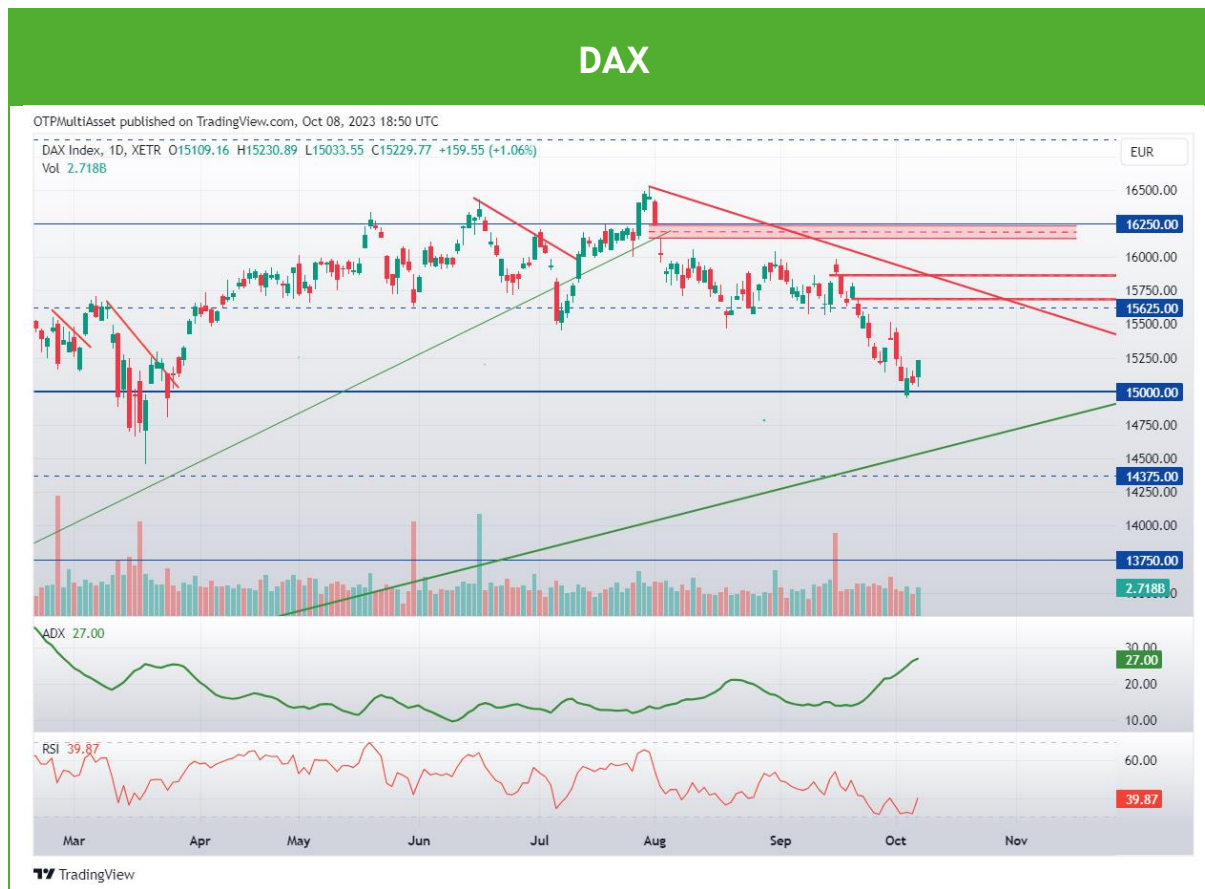 DAX
OTPMultiAsset published on TradingView.com, Oct 08, 2023 18:50 UTC
DAX Index, 1D, XETR O15109.16 H15230.89 L15033.55 C15229.77 +159.55 (+1.06%)
Vol 2.718B
EUR
16500.00
16250.00
16000.00
15750.00
15625.00
15500.00
15250.00
15000.00
14750.00
14500.00
14375.00
14250.00
14000.00
13750.00
2.718B
ADX 27.00
30.00
27.00
20.00
10.00
RSI 39.87
60.00
39.87
Mar Apr May Jun Jul Aug Sep Oct Nov
TradingView